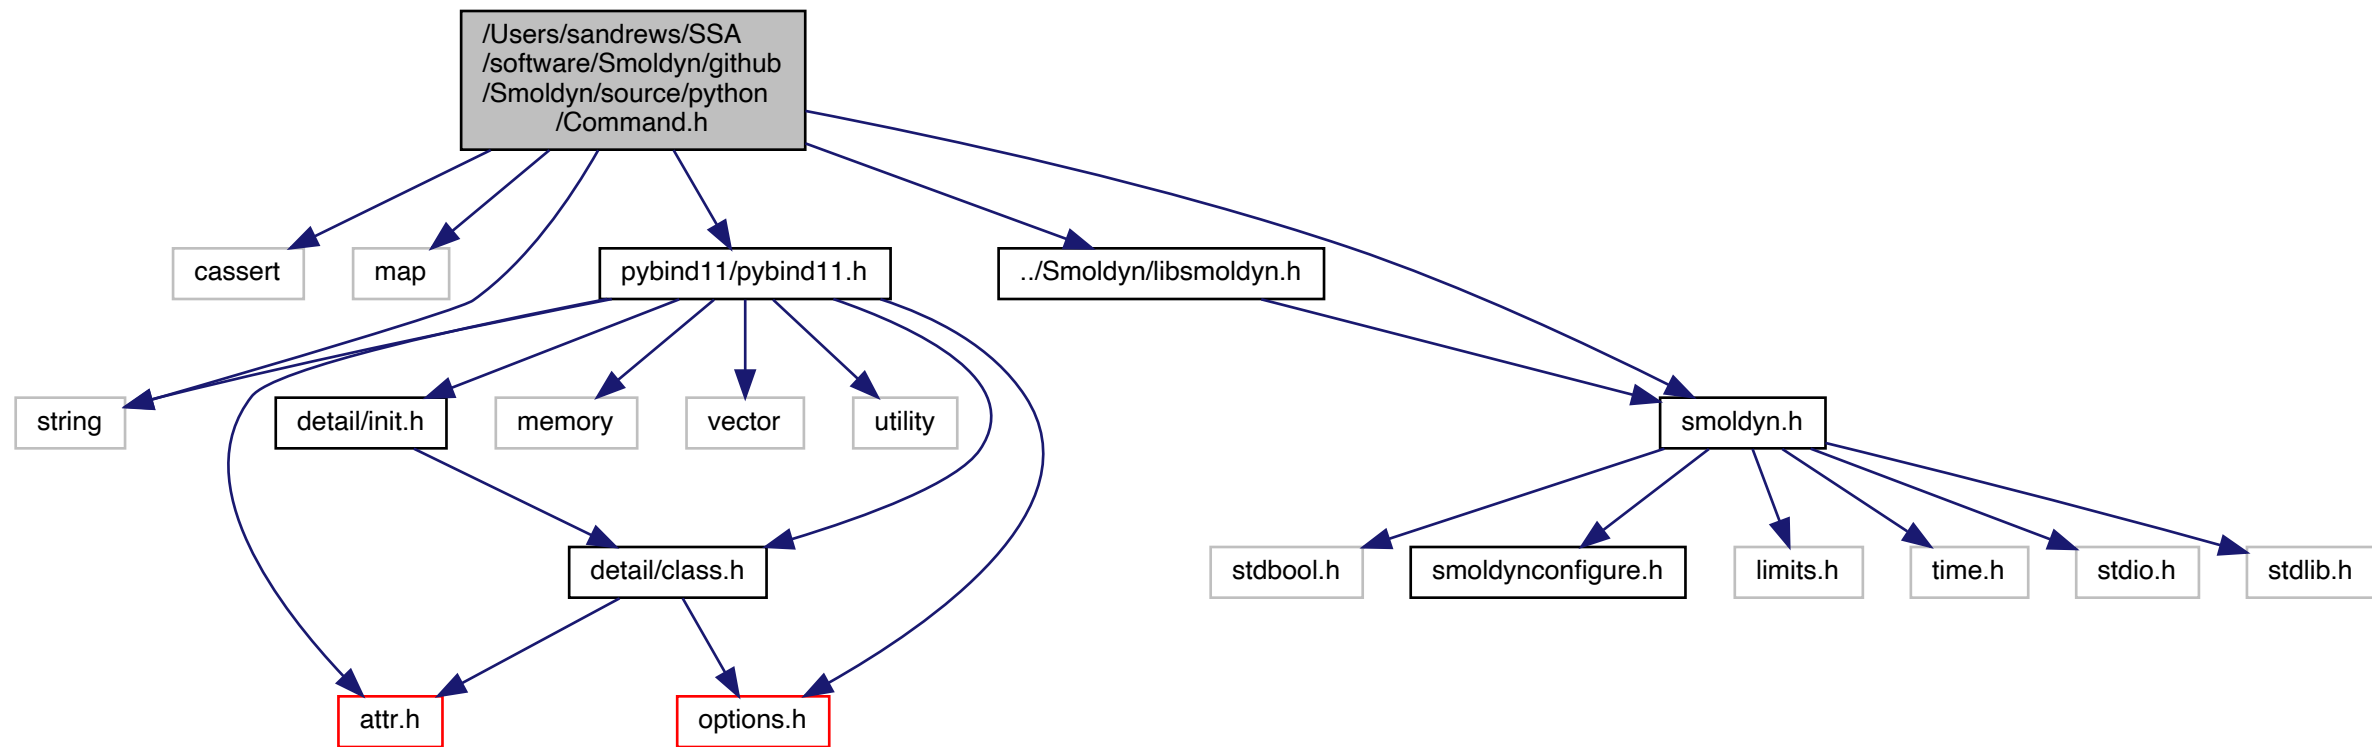 /Users/sandrews/SSA
/software/Smoldyn/github
/Smoldyn/source/python
/Command.h
cassert
map
pybind11/pybind11.h
../Smoldyn/libsmoldyn.h
string
detail/init.h
memory
vector
utility
smoldyn.h
detail/class.h
stdbool.h
smoldynconfigure.h
limits.h
time.h
stdio.h
stdlib.h
attr.h
options.h